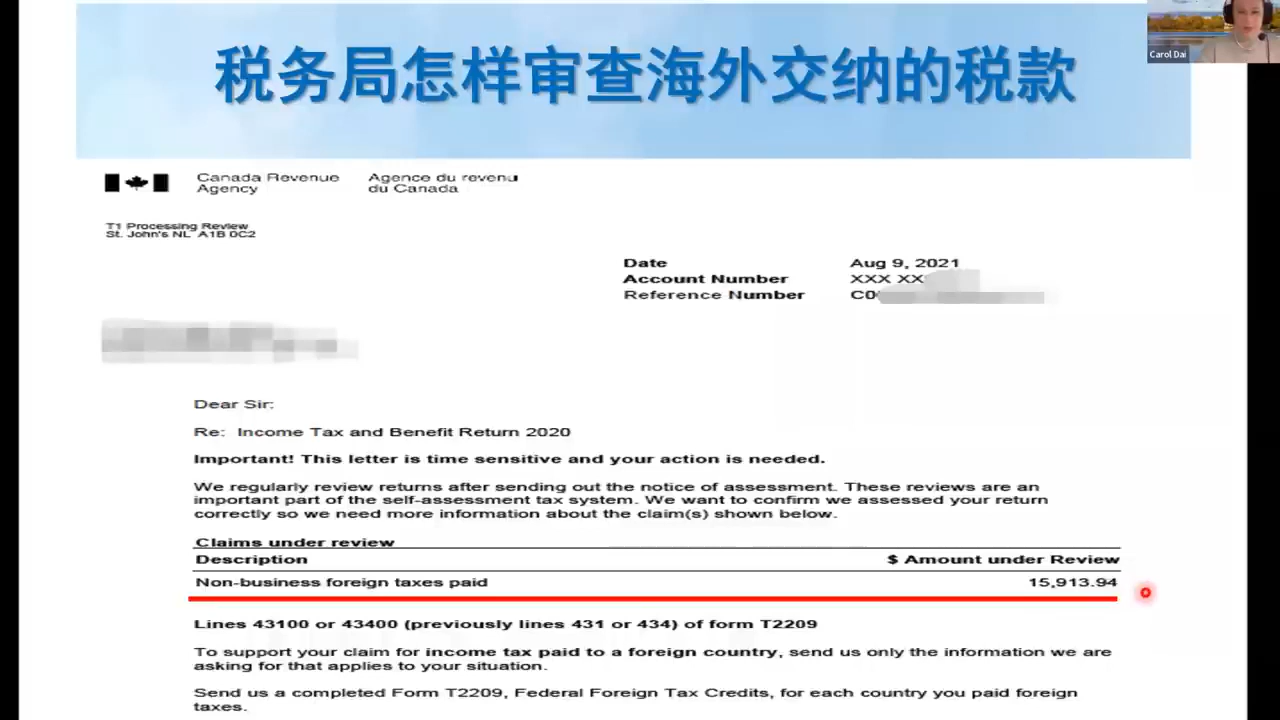 税务局怎样审查海外交纳的税款
Carol Dai
Canada Revenue Agence du revenu
Agency du Canada
T1 Processing Review
St. John's NL A1B 0C2
Date Aug 9, 2021
Account Number XXX XX
Reference Number C0
Dear Sir:
Re: Income Tax and Benefit Return 2020
Important! This letter is time sensitive and your action is needed.
We regularly review returns after sending out the notice of assessment. These reviews are an
important part of the self-assessment tax system. We want to confirm we assessed your return
correctly so we need more information about the claim(s) shown below.
Claims under review
Description $ Amount under Review
Non-business foreign taxes paid 15,913.94
Lines 43100 or 43400 (previously lines 431 or 434) of form T2209
To support your claim for income tax paid to a foreign country, send us only the information we are
asking for that applies to your situation.
Send us a completed Form T2209, Federal Foreign Tax Credits, for each country you paid foreign
taxes.